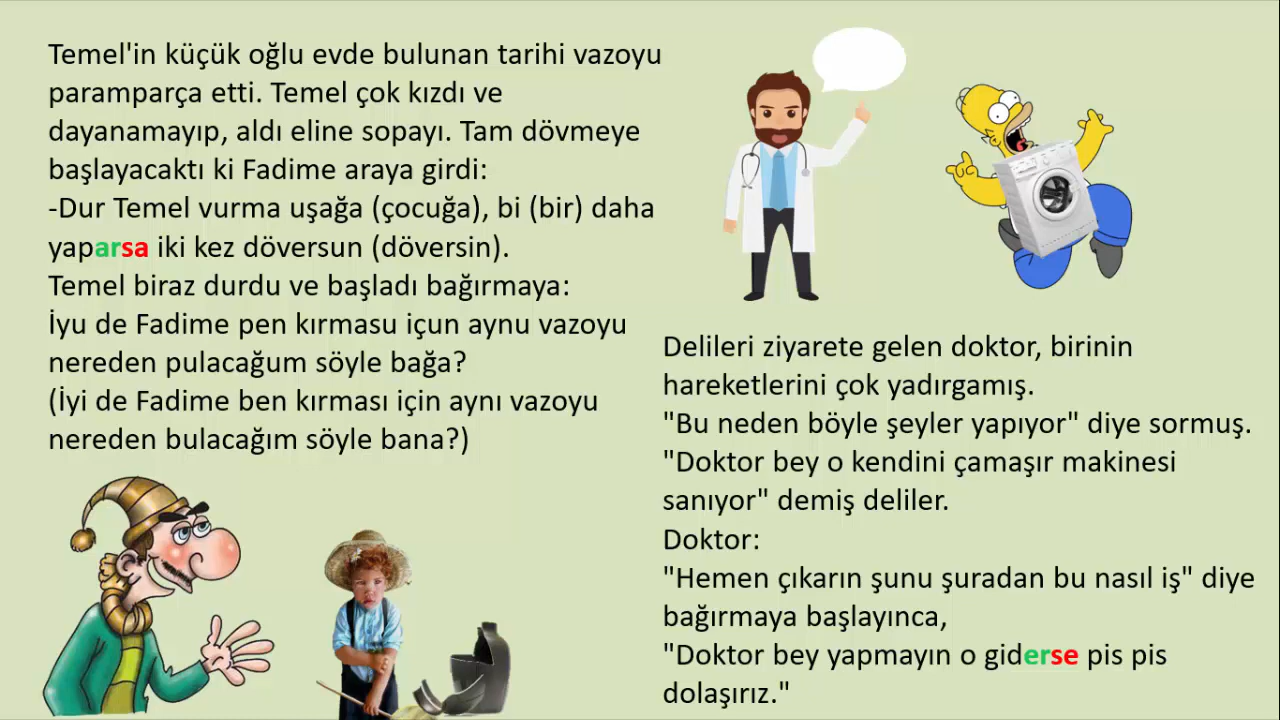 Temel'in küçük oğlu evde bulunan tarihi vazoyu
paramparça etti. Temel çok kızdı ve
dayanamayıp, aldı eline sopayı. Tam dövmeye
başlayacaktı ki Fadime araya girdi:
-Dur Temel vurma uşağa (çocuğa), bi (bir) daha
yaparsa iki kez döversun (döversin).
Temel biraz durdu ve başladı bağırmaya:
İyu de Fadime pen kırmasu içun aynu vazoyu
nereden pulacağum söyle bağa?
(İyi de Fadime ben kırması için aynı vazoyu
nereden bulacağım söyle bana?)
Delileri ziyarete gelen doktor, birinin
hareketlerini çok yadırgamış.
"Bu neden böyle şeyler yapıyor" diye sormuş.
"Doktor bey o kendini çamaşır makinesi
sanıyor" demiş deliler.
Doktor:
"Hemen çıkarın şunu şuradan bu nasıl iş" diye
bağırmaya başlayınca,
"Doktor bey yapmayın o giderse pis pis
dolaşırız."